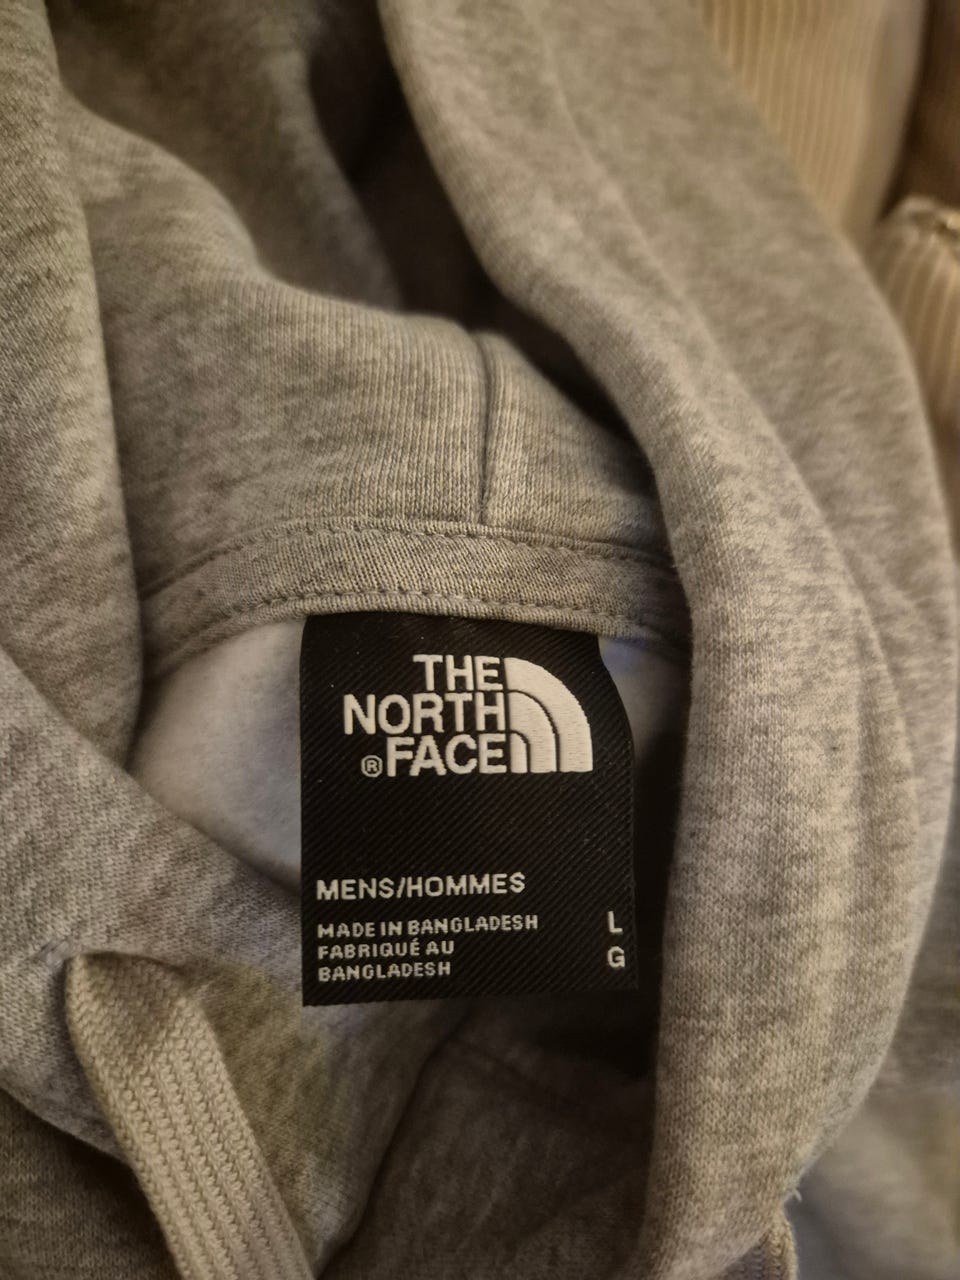 THE
NORTH
® FACE
MENS/HOMMES
MADE IN BANGLADESH
FABRIQUÉ AU
BANGLADESH
L
G